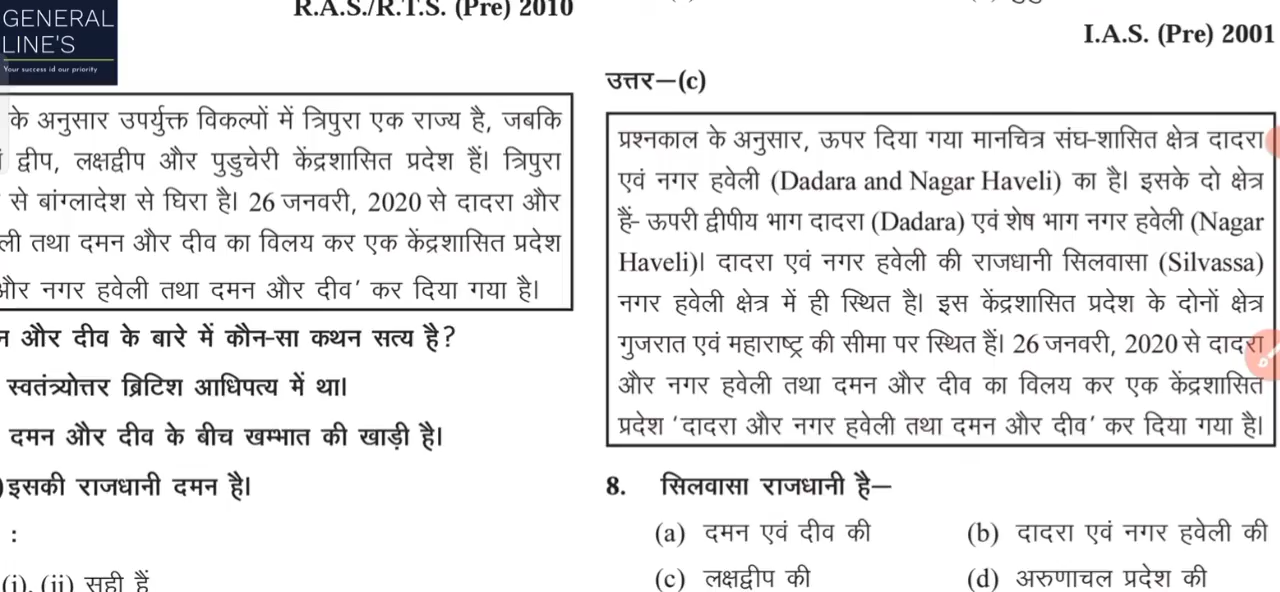 GENERAL
LINE'S
Your success id our priority
R.A.S./R.T.S. (Pre) 2010
के अनुसार उपर्युक्त विकल्पों में त्रिपुरा एक राज्य है, जबकि
द्वीप, लक्षद्वीप और पुडुचेरी केंद्रशासित प्रदेश हैं। त्रिपुरा
से बांग्लादेश से घिरा है। 26 जनवरी, 2020 से दादरा और
ली तथा दमन और दीव का विलय कर एक केंद्रशासित प्रदेश
और नगर हवेली तथा दमन और दीव’ कर दिया गया है।
न और दीव के बारे में कौन-सा कथन सत्य है?
स्वतंत्र्योत्तर ब्रिटिश आधिपत्य में था।
दमन और दीव के बीच खम्भात की खाड़ी है।
)इसकी राजधानी दमन है।
:
(i), (ii) सही हैं
I.A.S. (Pre) 2001
उत्तर—(c)
प्रश्नकाल के अनुसार, ऊपर दिया गया मानचित्र संघ-शासित क्षेत्र दादरा
एवं नगर हवेली (Dadara and Nagar Haveli) का है। इसके दो क्षेत्र
हैं- ऊपरी द्वीपीय भाग दादरा (Dadara) एवं शेष भाग नगर हवेली (Nagar
Haveli)। दादरा एवं नगर हवेली की राजधानी सिलवासा (Silvassa)
नगर हवेली क्षेत्र में ही स्थित है। इस केंद्रशासित प्रदेश के दोनों क्षेत्र
गुजरात एवं महाराष्ट्र की सीमा पर स्थित हैं। 26 जनवरी, 2020 से दादरा
और नगर हवेली तथा दमन और दीव का विलय कर एक केंद्रशासित
प्रदेश ‘दादरा और नगर हवेली तथा दमन और दीव’ कर दिया गया है।
8. सिलवासा राजधानी है—
(a) दमन एवं दीव की (b) दादरा एवं नगर हवेली की
(c) लक्षद्वीप की (d) अरुणाचल प्रदेश की